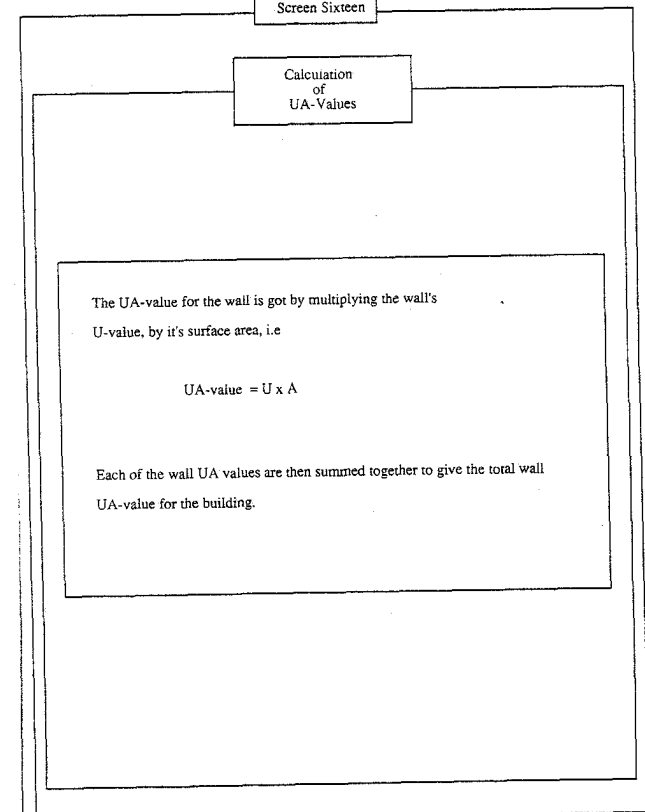 Screen Sixteen
Calculation
of
UA-Values
The UA-value for the wall is got by multiplying the wall's
U-value, by it's surface area, i.e
UA-value = U x A
Each of the wall UA values are then summed together to give the total wall
UA-value for the building.